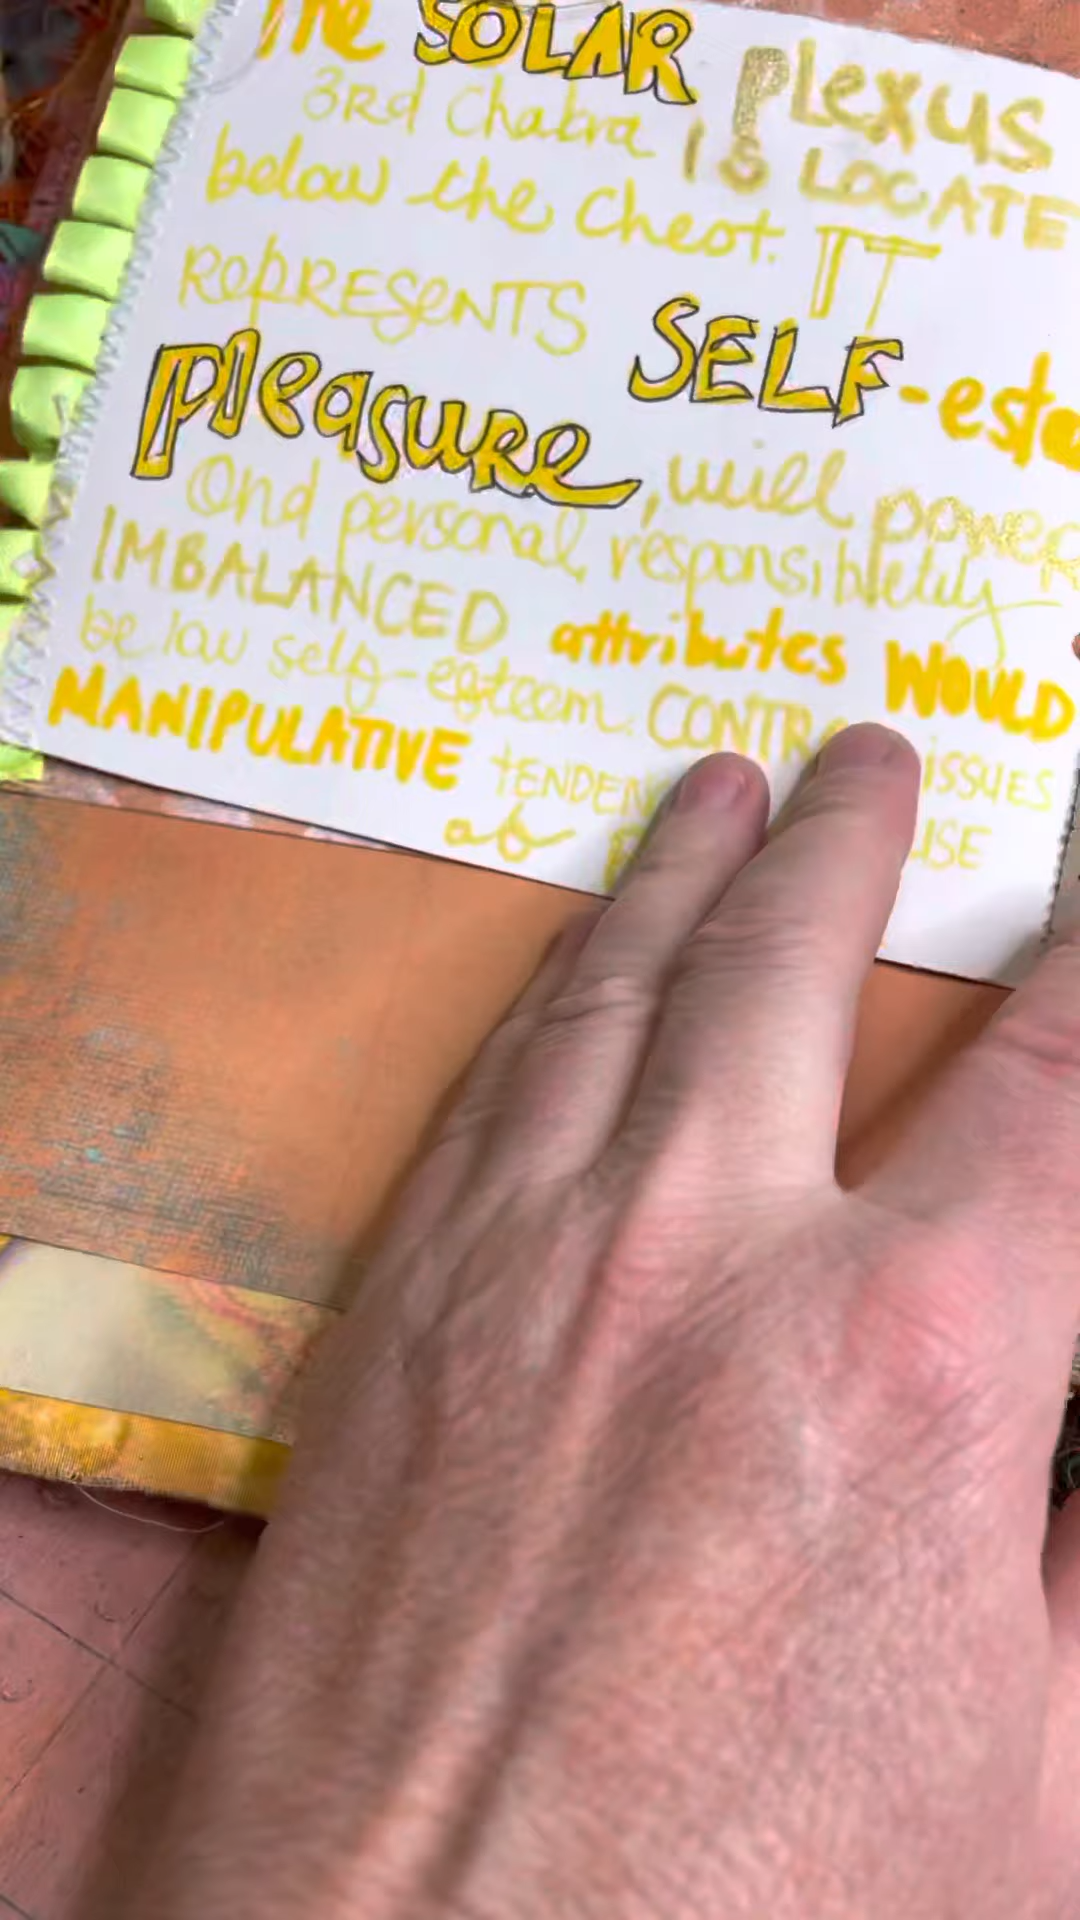 The SOLAR plexus
3Rd Chakra IS LOCATE
below the Chest. IT
RepRESeNTS SELF-este
pleasure, will poweR
And personal responsibility
IMBALANCED attributes WOULD
be low self-esteem. CONTR ISSUES
MANIPULATIVE TENDEN
of USE